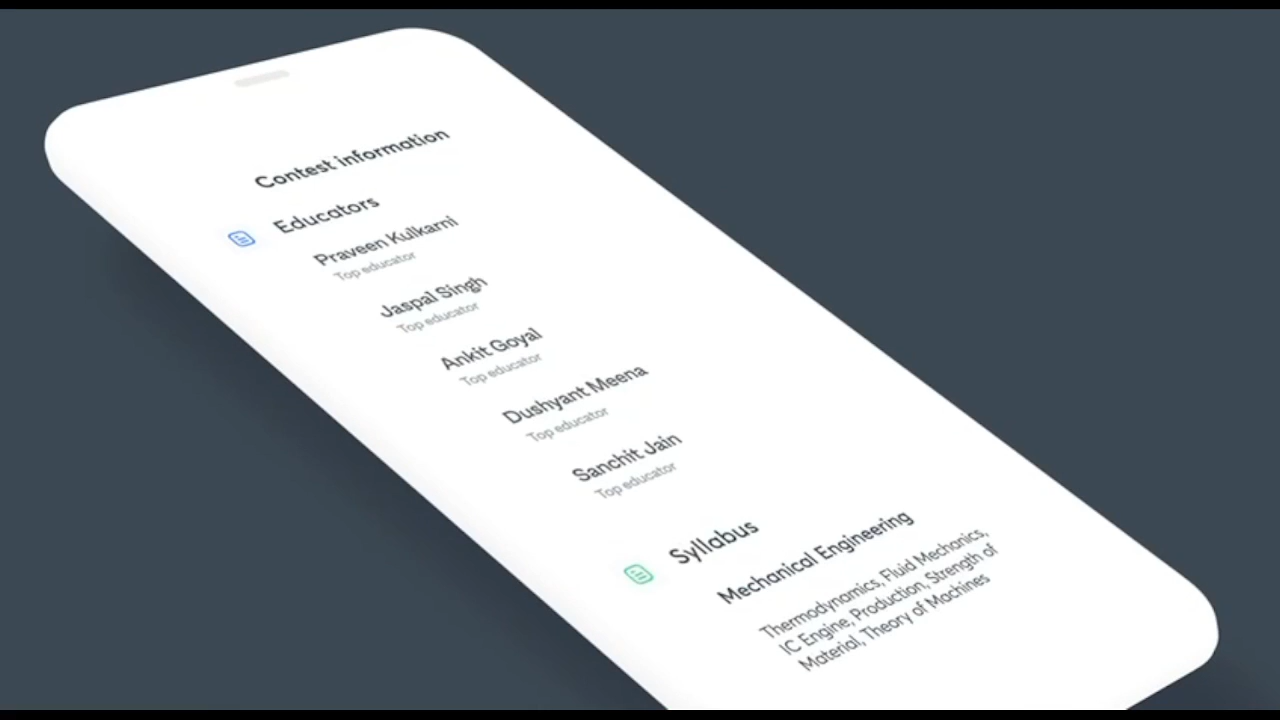 Contest information
Educators
Praveen Kulkarni
Top educator
Jaspal Singh
Top educator
Ankit Goyal
Top educator
Dushyant Meena
Top educator
Sanchit Jain
Top educator
Syllabus
Mechanical Engineering
Thermodynamics, Fluid Mechanics,
IC Engine, Production, Strength of
Material, Theory of Machines